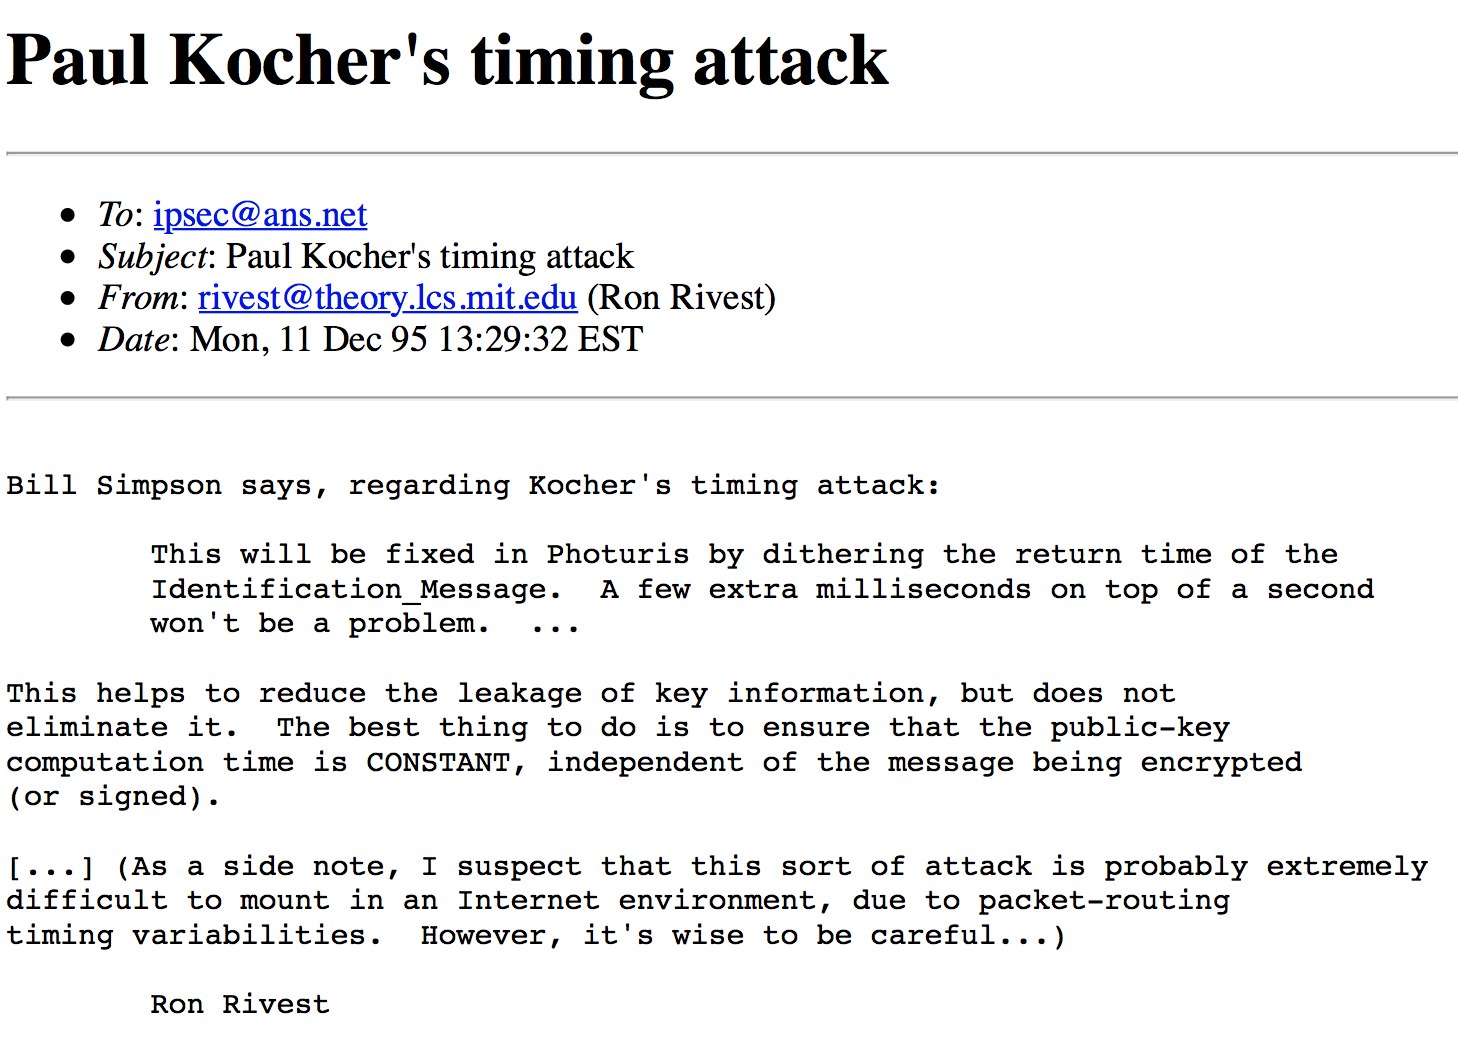 Paul Kocher's timing attack
To: ipsec@ans.net
Subject: Paul Kocher's timing attack
From: rivest@theory.lcs.mit.edu (Ron Rivest)
Date: Mon, 11 Dec 95 13:29:32 EST
Bill Simpson says, regarding Kocher's timing attack:
This will be fixed in Photuris by dithering the return time of the
Identification_Message.  A few extra milliseconds on top of a second
won't be a problem.  ...
This helps to reduce the leakage of key information, but does not
eliminate it.  The best thing to do is to ensure that the public-key
computation time is CONSTANT, independent of the message being encrypted
(or signed).
[...] (As a side note, I suspect that this sort of attack is probably extremely
difficult to mount in an Internet environment, due to packet-routing
timing variabilities.  However, it's wise to be careful...)
Ron Rivest